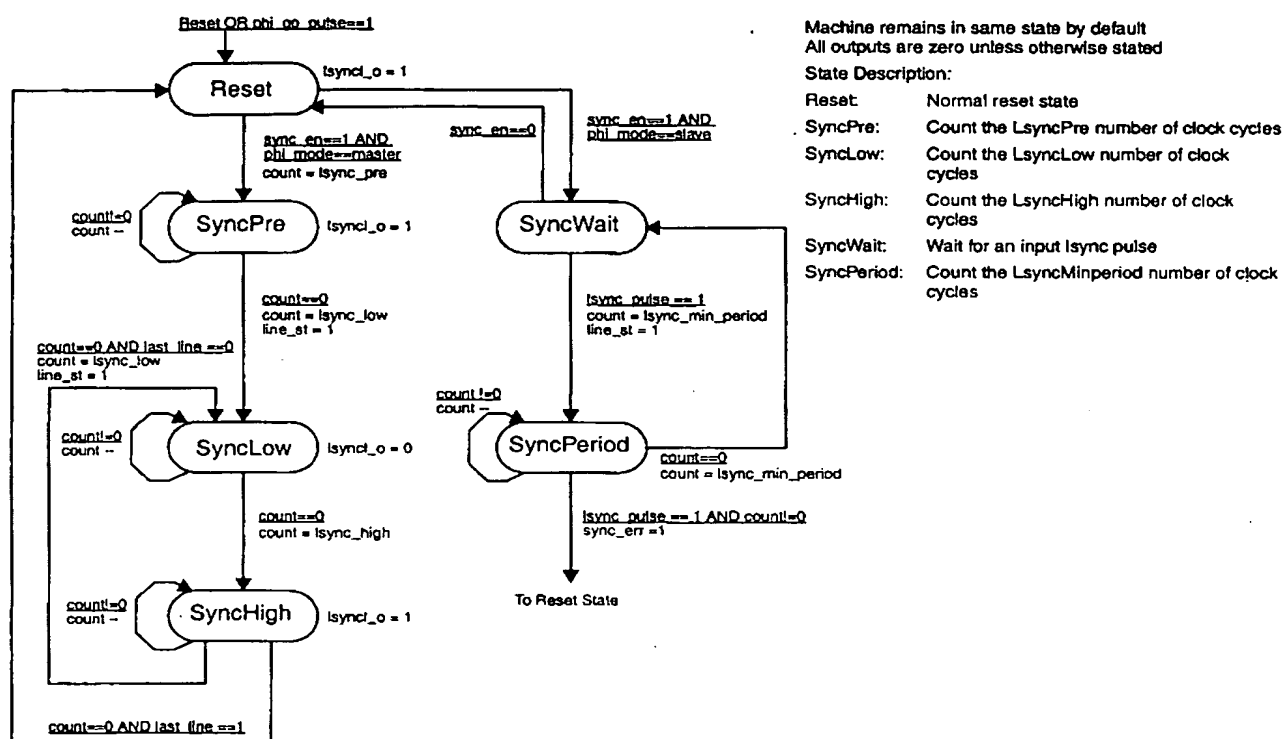 Reset OR phi_go_pulse==1
Reset
lsyncl_o = 1
sync_en==1 AND
phi_mode==master
count = lsync_pre
sync_en==0
sync_en==1 AND
phi_mode==slave
count!=0
count --
SyncPre
lsyncl_o = 1
SyncWait
count==0
count = lsync_low
line_st = 1
lsync_pulse == 1
count = lsync_min_period
line_st = 1
count==0 AND last_line ==0
count = lsync_low
line_st = 1
count!=0
count --
SyncLow
lsyncl_o = 0
count !=0
count --
SyncPeriod
count==0
count = lsync_min_period
count==0
count = lsync_high
lsync_pulse == 1 AND count!=0
sync_err =1
To Reset State
count!=0
count --
SyncHigh
lsyncl_o = 1
count==0 AND last_line ==1
Machine remains in same state by default
All outputs are zero unless otherwise stated
State Description:
Reset: Normal reset state
SyncPre: Count the LsyncPre number of clock cycles
SyncLow: Count the LsyncLow number of clock
cycles
SyncHigh: Count the LsyncHigh number of clock
cycles
SyncWait: Wait for an input lsync pulse
SyncPeriod: Count the LsyncMinperiod number of clock
cycles